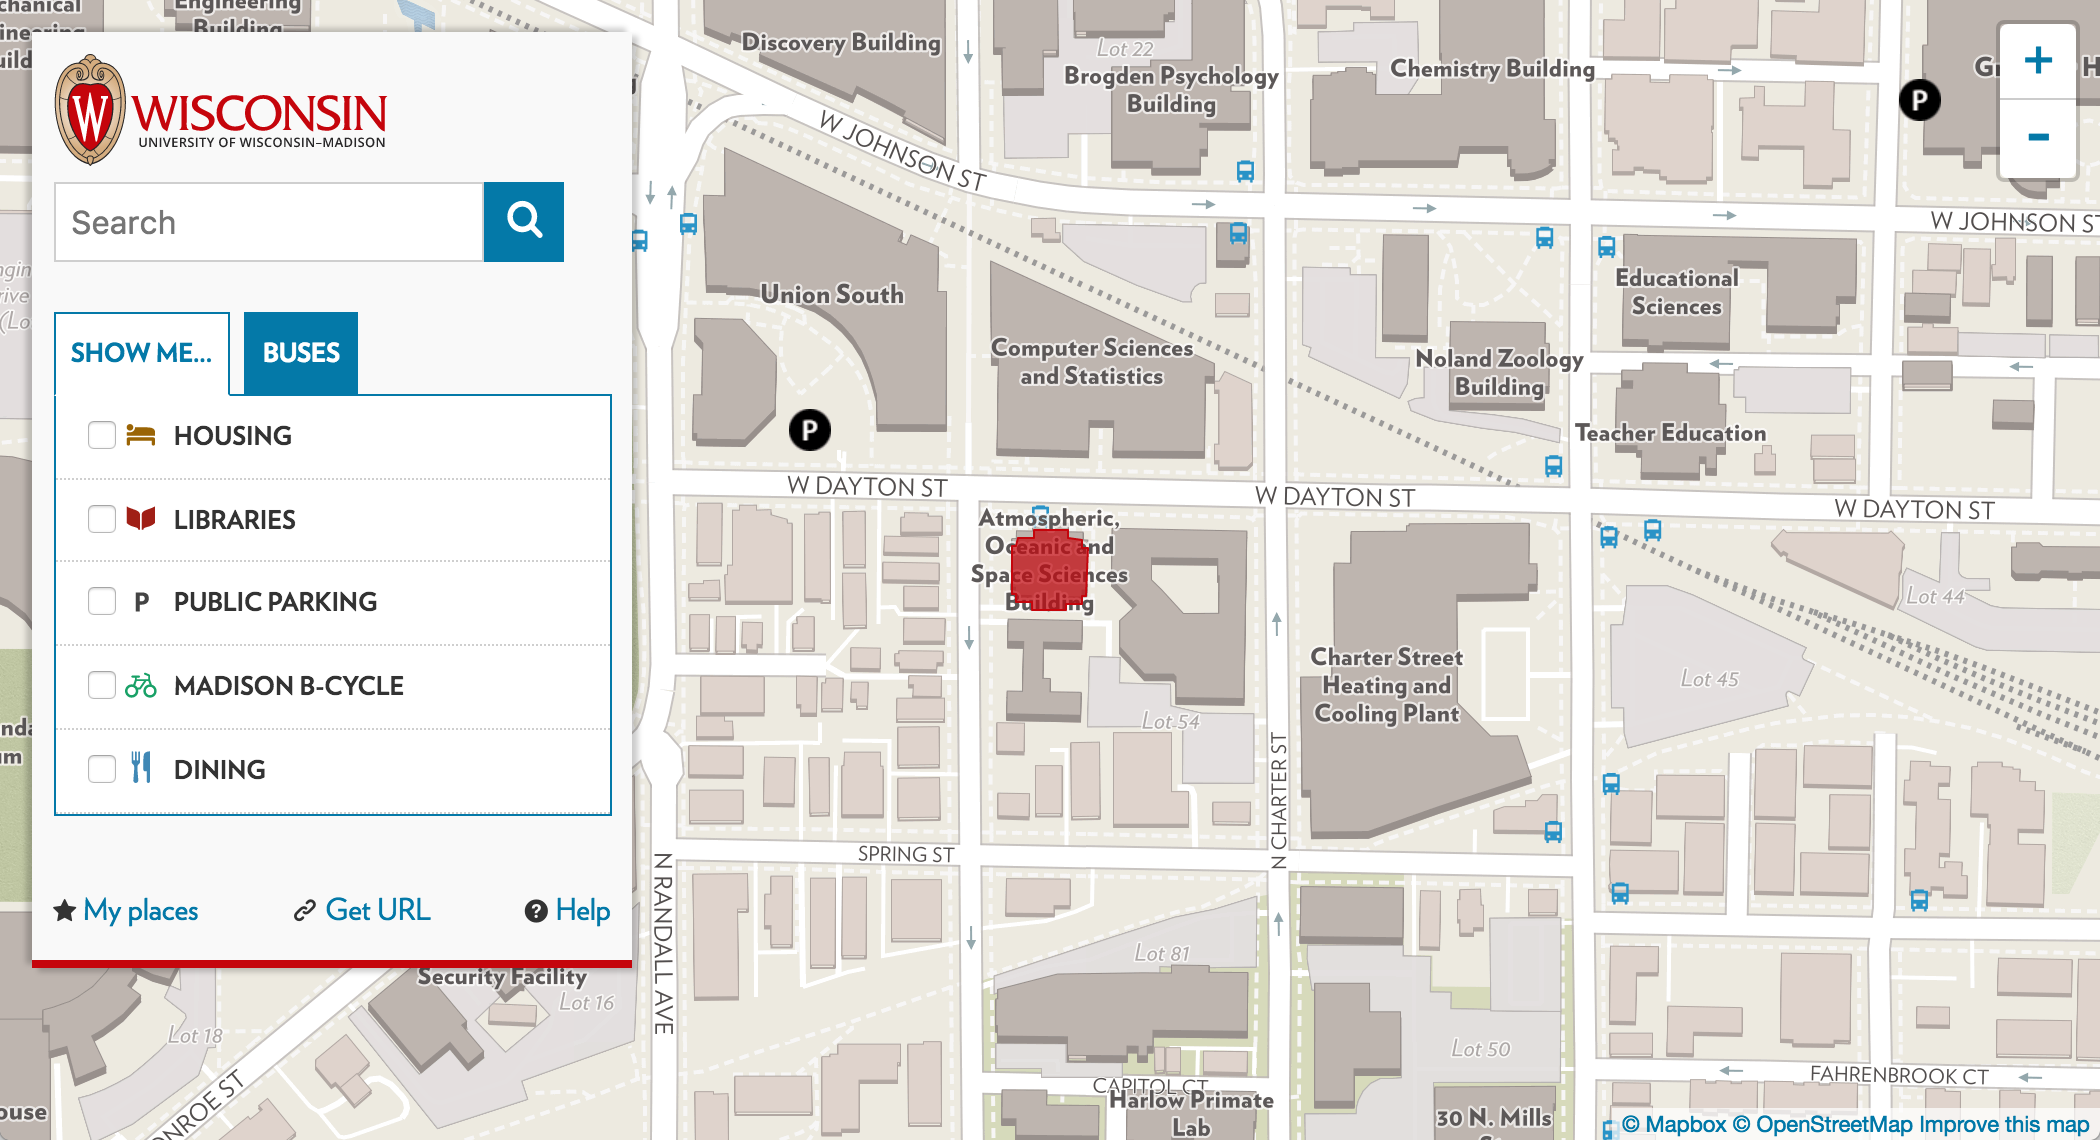 Engineering
Building
W
WISCONSIN
UNIVERSITY OF WISCONSIN–MADISON
Search
SHOW ME...
BUSES
HOUSING
LIBRARIES
P
PUBLIC PARKING
MADISON B-CYCLE
DINING
My places
Get URL
? Help
Discovery Building
Lot 22
Brogden Psychology
Building
Chemistry Building
P
+
-
W JOHNSON ST
W JOHNSON ST
Union South
P
Computer Sciences
and Statistics
Noland Zoology
Building
Educational
Sciences
Teacher Education
W DAYTON ST
W DAYTON ST
W DAYTON ST
Atmospheric,
Oceanic and
Space Sciences
Building
Charter Street
Heating and
Cooling Plant
Lot 44
Lot 45
Lot 54
N CHARTER ST
SPRING ST
N RANDALL AVE
Lot 81
Security Facility
Lot 16
Lot 18
Lot 50
CAPITOL CT
Harlow Primate
Lab
30 N. Mills
FAHRENBROOK CT
© Mapbox © OpenStreetMap Improve this map